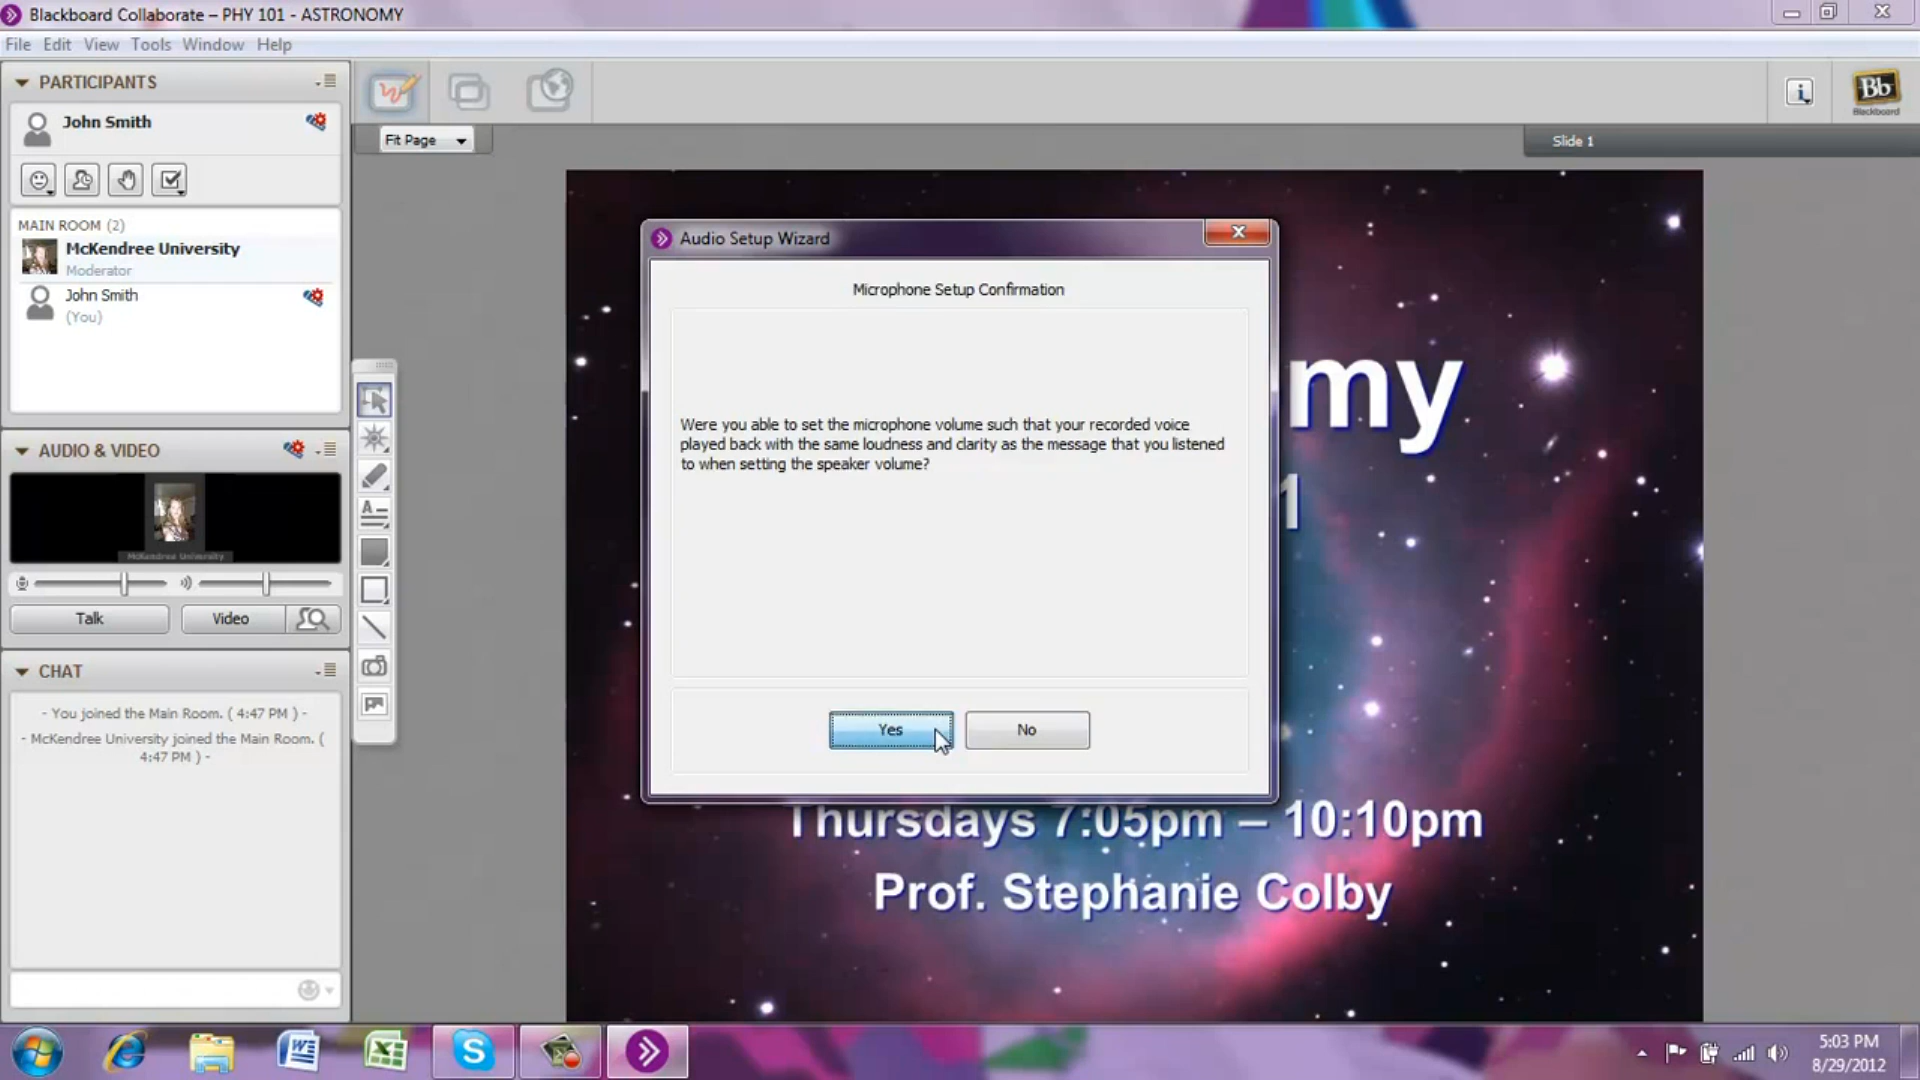 Blackboard Collaborate – PHY 101 - ASTRONOMY
File Edit View Tools Window Help
PARTICIPANTS
John Smith
MAIN ROOM (2)
McKendree University
Moderator
John Smith
(You)
AUDIO & VIDEO
McKendree University
Talk
Video
CHAT
- You joined the Main Room. ( 4:47 PM ) -
- McKendree University joined the Main Room. (
4:47 PM ) -
Fit Page
Bb
Blackboard
Slide 1
Audio Setup Wizard
Microphone Setup Confirmation
Were you able to set the microphone volume such that your recorded voice
played back with the same loudness and clarity as the message that you listened
to when setting the speaker volume?
Yes
No
my
1
Thursdays 7:05pm – 10:10pm
Prof. Stephanie Colby
5:03 PM
8/29/2012